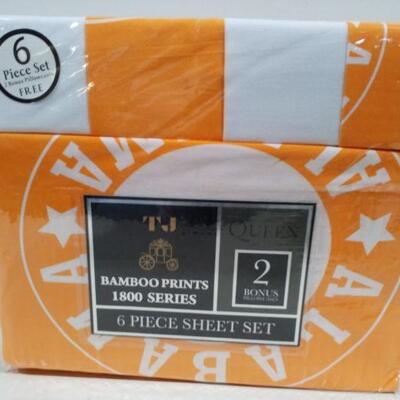 6
Piece Set
2 Bonus Pillowcases
FREE
TJ
QUEEN
BAMBOO PRINTS
1800 SERIES
2
BONUS
PILLOWCASES
6 PIECE SHEET SET
ALABAMA